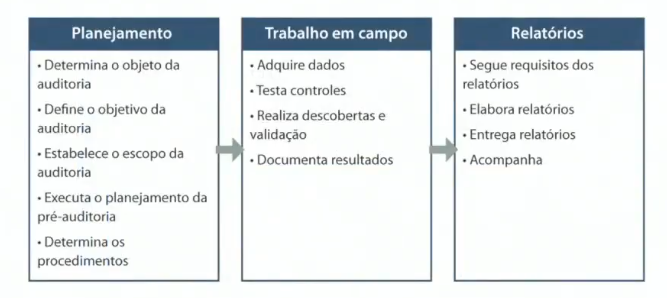 Planejamento
• Determina o objeto da
auditoria
• Define o objetivo da
auditoria
• Estabelece o escopo da
auditoria
• Executa o planejamento da
pré-auditoria
• Determina os
procedimentos
Trabalho em campo
• Adquire dados
• Testa controles
• Realiza descobertas e
validação
• Documenta resultados
Relatórios
• Segue requisitos dos
relatórios
• Elabora relatórios
• Entrega relatórios
• Acompanha